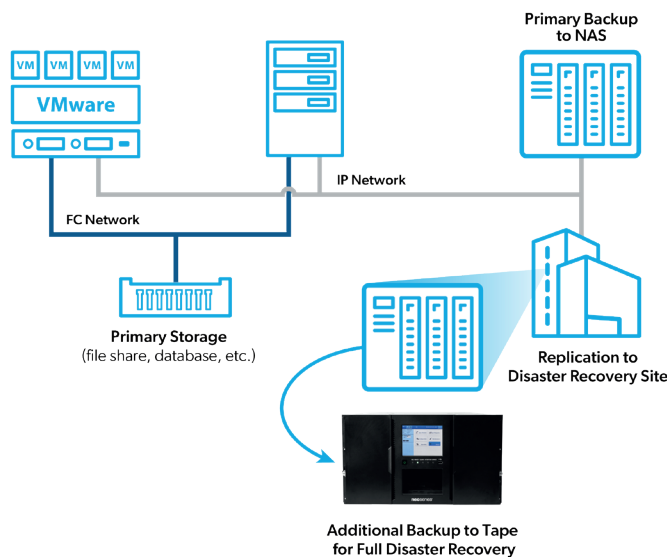 Primary Backup
to NAS
VM VM VM VM
VMware
IP Network
FC Network
Primary Storage
(file share, database, etc.)
Replication to
Disaster Recovery Site
Additional Backup to Tape
for Full Disaster Recovery